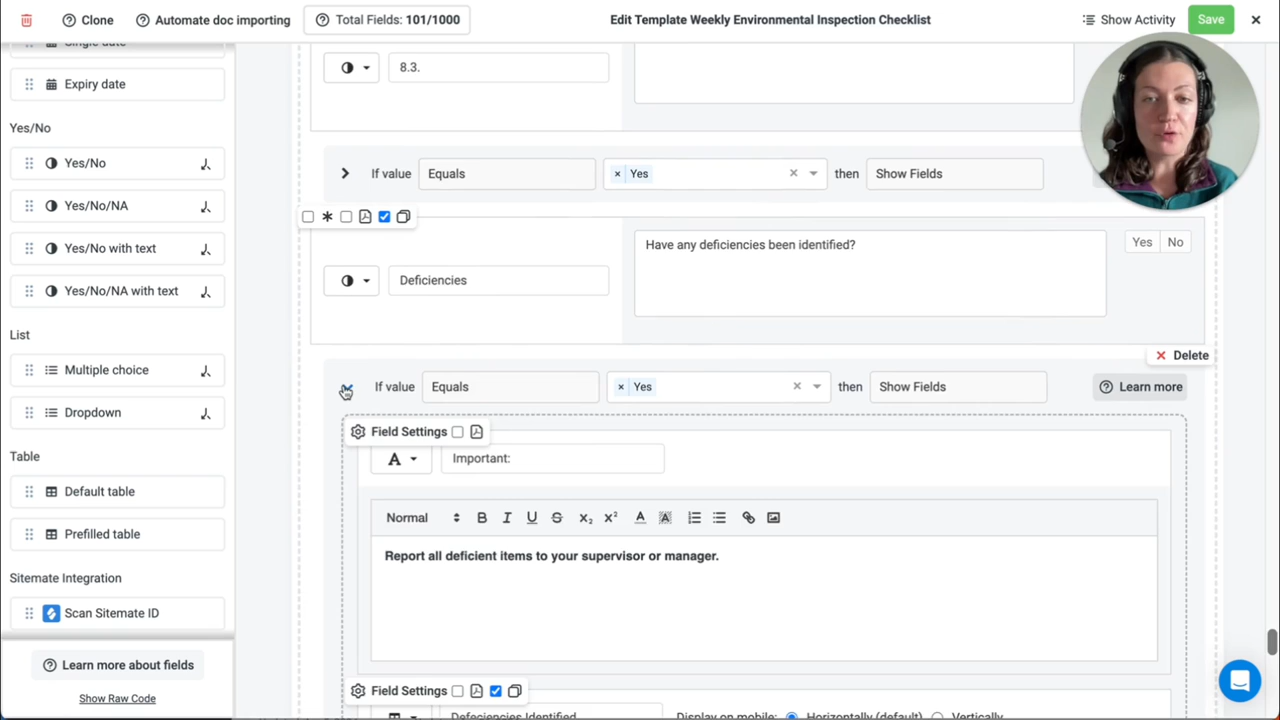 Clone
Automate doc importing
Total Fields: 101/1000
Edit Template Weekly Environmental Inspection Checklist
Show Activity
Save
Single date
Expiry date
Yes/No
Yes/No
Yes/No/NA
Yes/No with text
Yes/No/NA with text
List
Multiple choice
Dropdown
Table
Default table
Prefilled table
Sitemate Integration
Scan Sitemate ID
Learn more about fields
Show Raw Code
8.3.
If value Equals × Yes then Show Fields
Have any deficiencies been identified?
Yes No
Deficiencies
Delete
If value Equals × Yes then Show Fields
Learn more
Field Settings
A Important:
Normal B I U S X₂ X² A A
Report all deficient items to your supervisor or manager.
Field Settings
Defeciencies Identified Display on mobile: Horizontally (default) Vertically